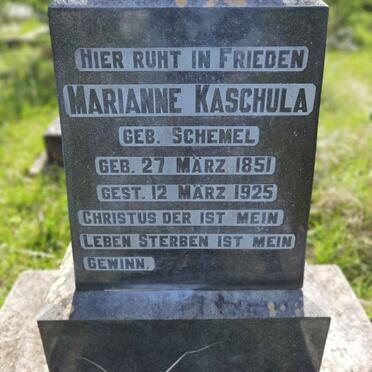 HIER RUHT IN FRIEDEN
MARIANNE KASCHULA
GEB. SCHEMEL
GEB. 27 MÄRZ 1851
GEST. 12 MÄRZ 1925
CHRISTUS DER IST MEIN
LEBEN STERBEN IST MEIN
GEWINN.